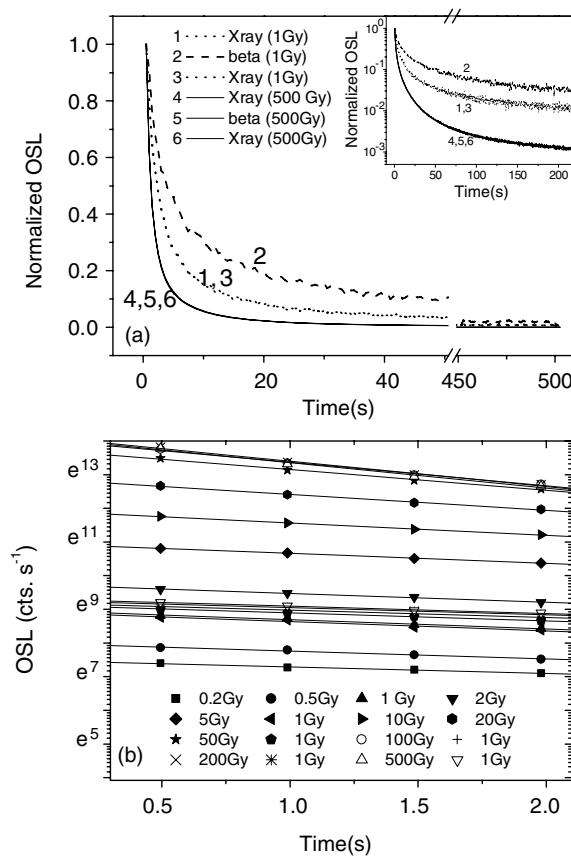 1 Xray (1Gy)
2 beta (1Gy)
3 Xray (1Gy)
4 Xray (500 Gy)
5 beta (500Gy)
6 Xray (500Gy)
Normalized OSL
1.0
0.8
0.6
0.4
0.2
0.0
2
1,3
4,5,6
(a)
0 20 40 450 500
Time(s)
Normalized OSL
10^0
10^-1
10^-2
10^-3
2
1,3
4,5,6
0 50 100 150 200
Time(s)
OSL (cts. s^-1)
e^13
e^11
e^9
e^7
e^5
0.2Gy 0.5Gy 1 Gy 2Gy
5Gy 1Gy 10Gy 20Gy
50Gy 1Gy 100Gy 1Gy
200Gy 1Gy 500Gy 1Gy
(b)
0.5 1.0 1.5 2.0
Time(s)